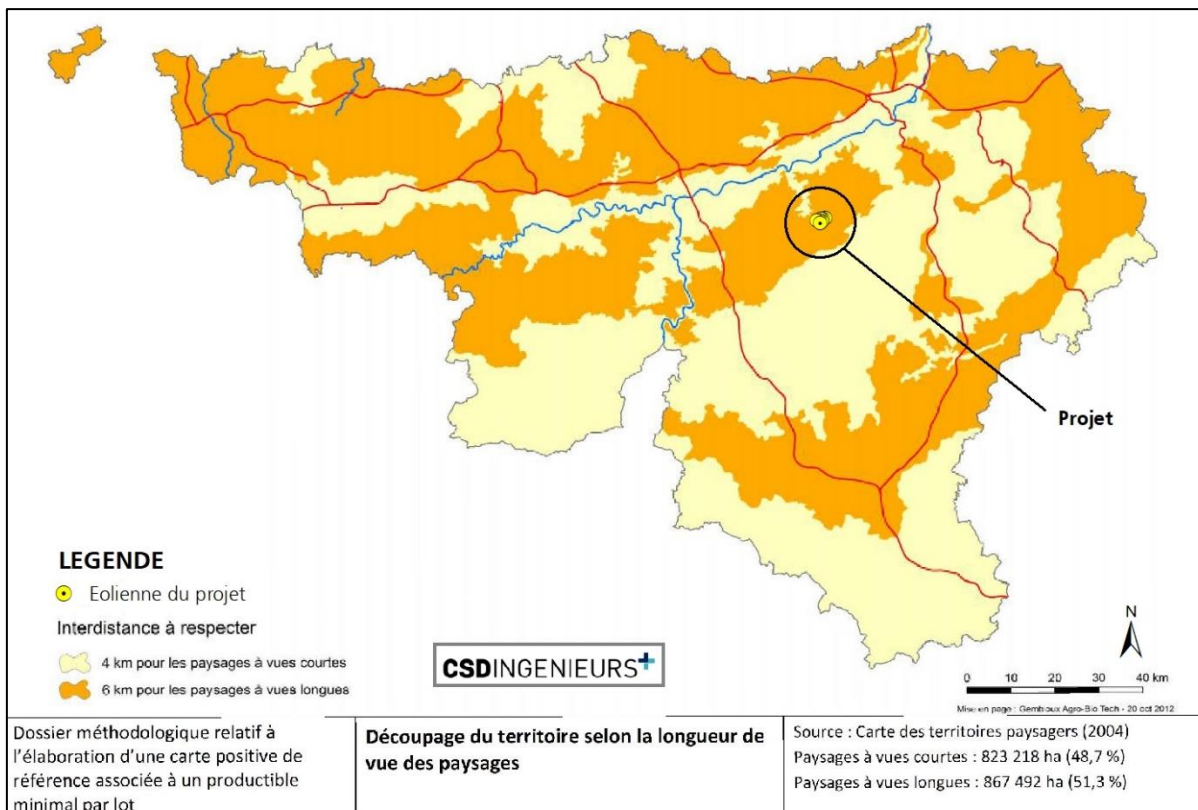 Projet
LEGENDE
Eolienne du projet
Interdistance à respecter
4 km pour les paysages à vues courtes
6 km pour les paysages à vues longues
CSDINGENIEURS+
N
0 10 20 30 40 km
Mise en page : Gembloux Agro-Bio Tech - 20 oct 2012
Dossier méthodologique relatif à
l'élaboration d'une carte positive de
référence associée à un productible
minimal par lot
Découpage du territoire selon la longueur de
vue des paysages
Source : Carte des territoires paysagers (2004)
Paysages à vues courtes : 823 218 ha (48,7 %)
Paysages à vues longues : 867 492 ha (51,3 %)